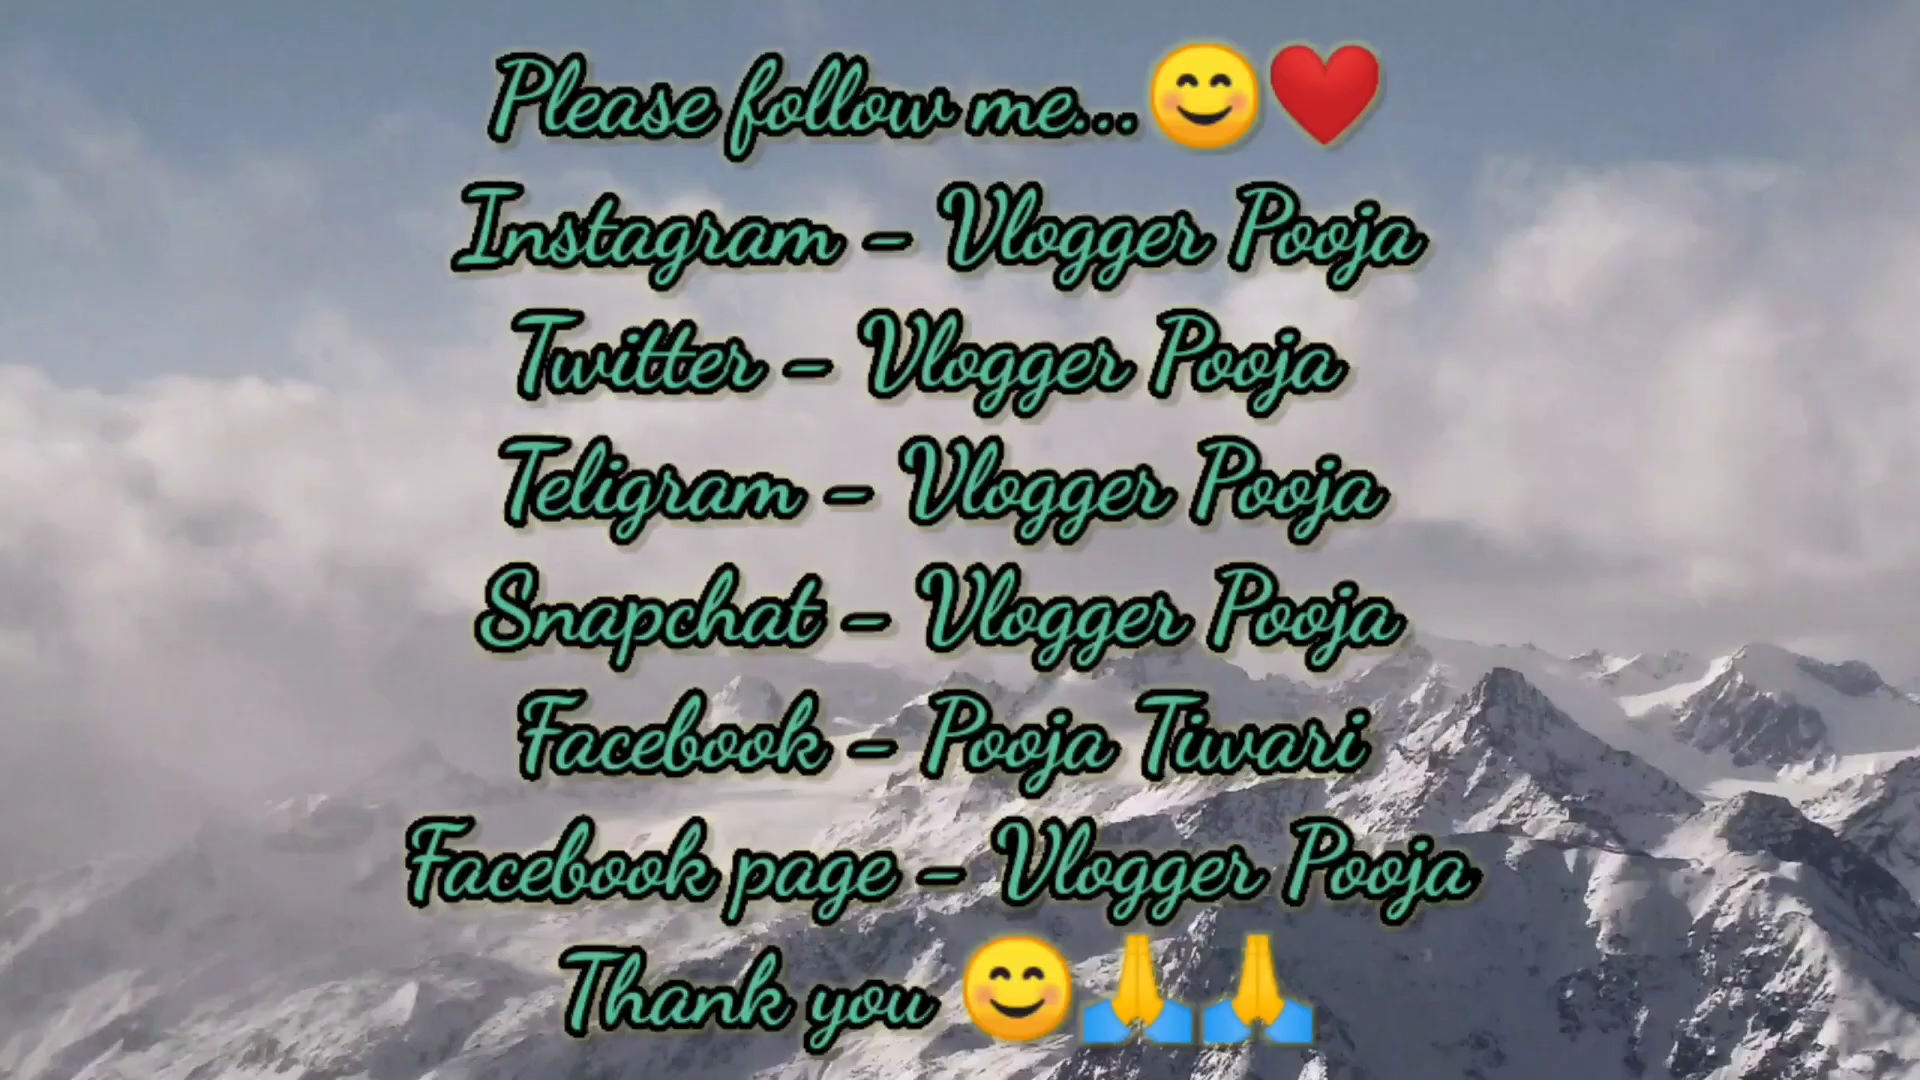 Please follow me...😊❤️
Instagram - Vlogger Pooja
Twitter - Vlogger Pooja
Teligram - Vlogger Pooja
Snapchat - Vlogger Pooja
Facebook - Pooja Tiwari
Facebook page - Vlogger Pooja
Thank you 😊🙏🙏